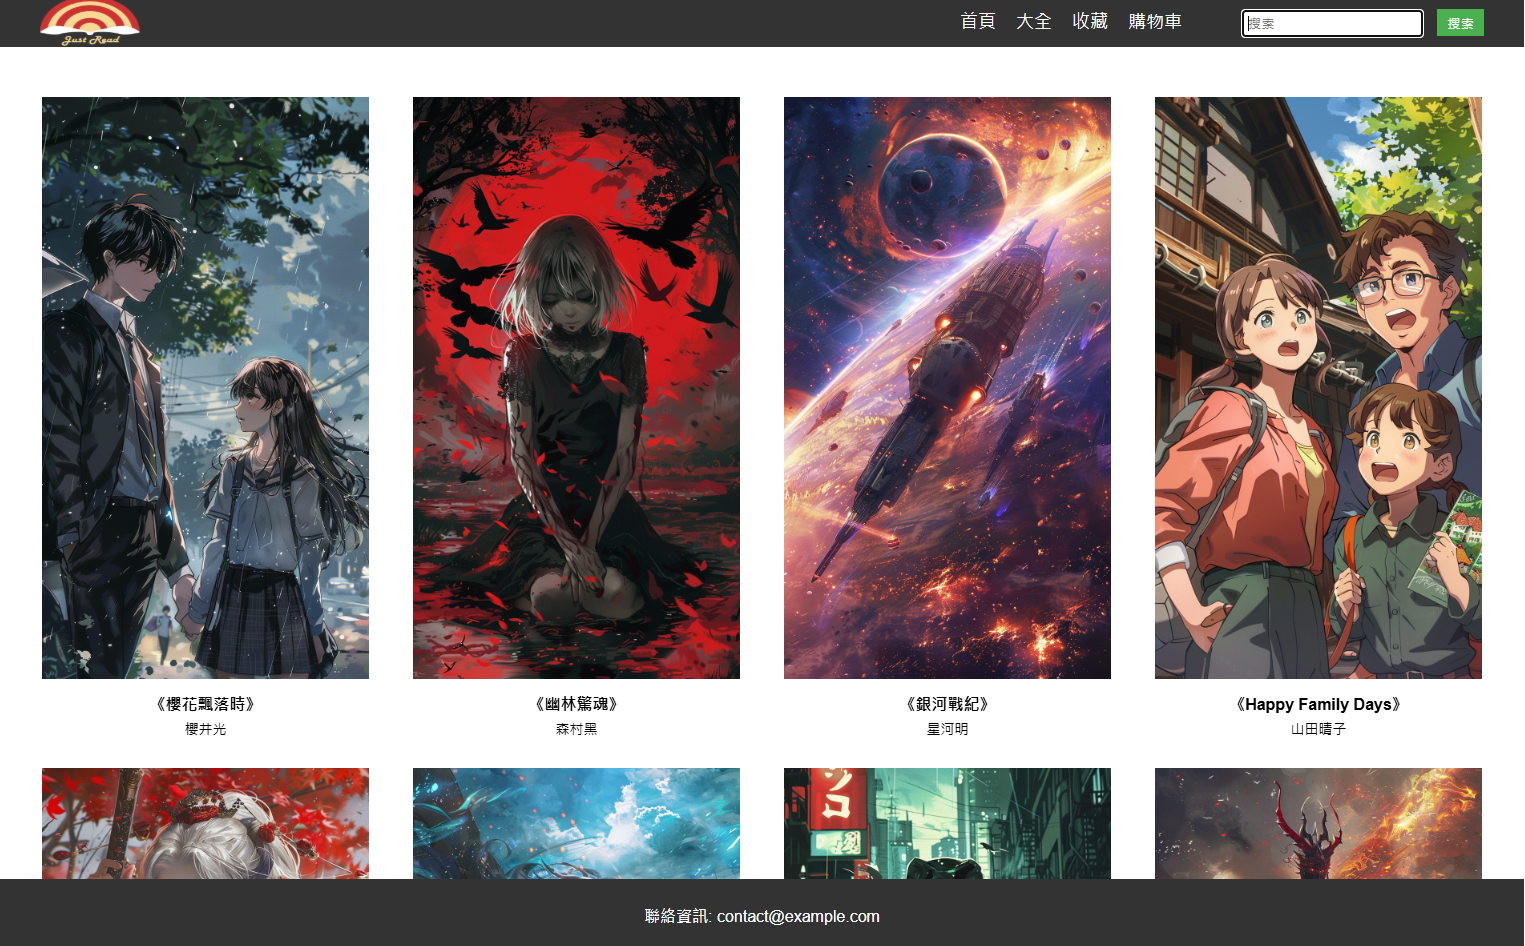 Just Read
首頁 大全 收藏 購物車 搜索 搜索
《櫻花飄落時》
櫻井光
《幽林驚魂》
森村黑
《銀河戰紀》
星河明
《Happy Family Days》
山田晴子
ンコ
聯絡資訊: contact@example.com